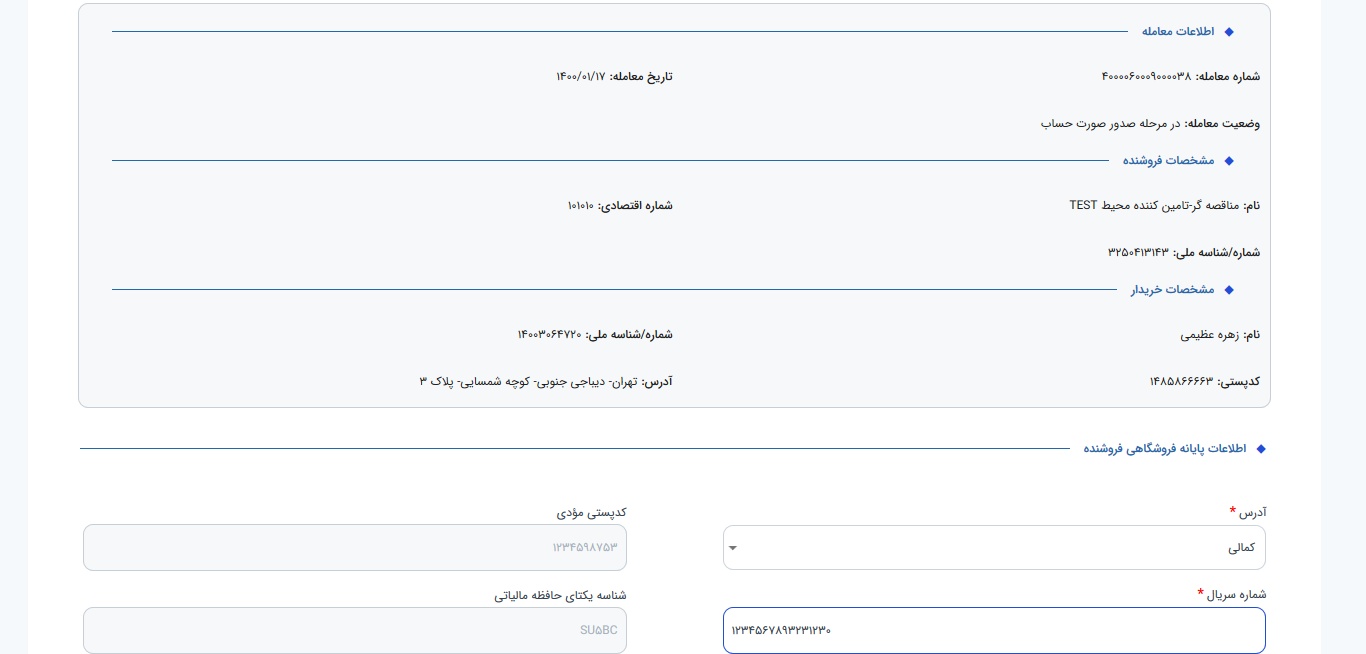 اطلاعات معامله
شماره معامله: ۴۰۰۰۰۶۰۰۰۹۰۰۰۰۳۸
تاریخ معامله: ۱۴۰۰/۰۱/۱۷
وضعیت معامله: در مرحله صدور صورت حساب
مشخصات فروشنده
نام: مناقصه گر-تامین کننده محیط TEST
شماره اقتصادی: ۱۰۱۰۱۰
شماره/شناسه ملی: ۳۲۵۰۴۱۳۱۴۳
مشخصات خریدار
نام: زهره عظیمی
شماره/شناسه ملی: ۱۴۰۰۳۰۶۴۷۲۰
کدپستی: ۱۴۸۵۸۶۶۶۶۳
آدرس: تهران- دیباجی جنوبی- کوچه شمسایی- پلاک ۳
اطلاعات پایانه فروشگاهی فروشنده
آدرس *
کدپستی مؤدی
کمالی
۱۲۳۴۵۹۸۷۵۳
شماره سریال *
شناسه یکتای حافظه مالیاتی
۱۲۳۴۵۶۷۸۹۳۲۳۱۲۳۰
SU۵BC